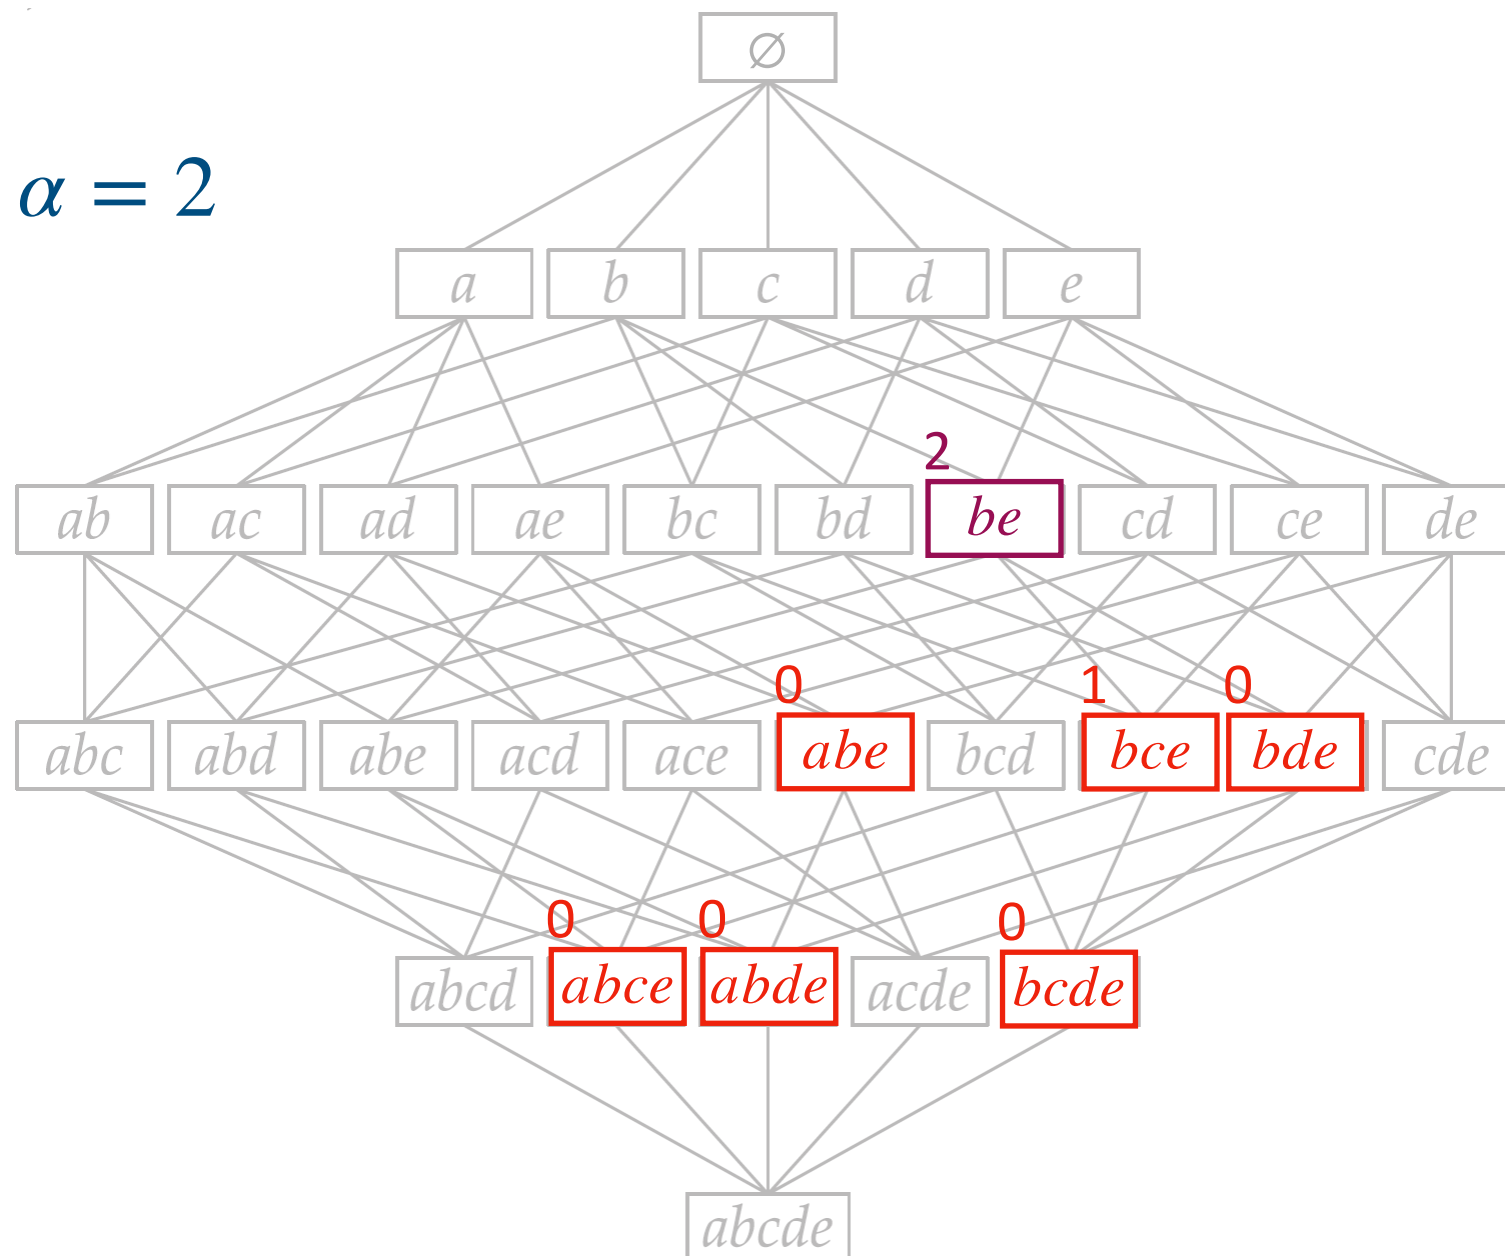 ∅
α = 2
a b c d e
2
ab ac ad ae bc bd be cd ce de
0 1 0
abc abd abe acd ace abe bcd bce bde cde
0 0 0
abcd abce abde acde bcde
abcde